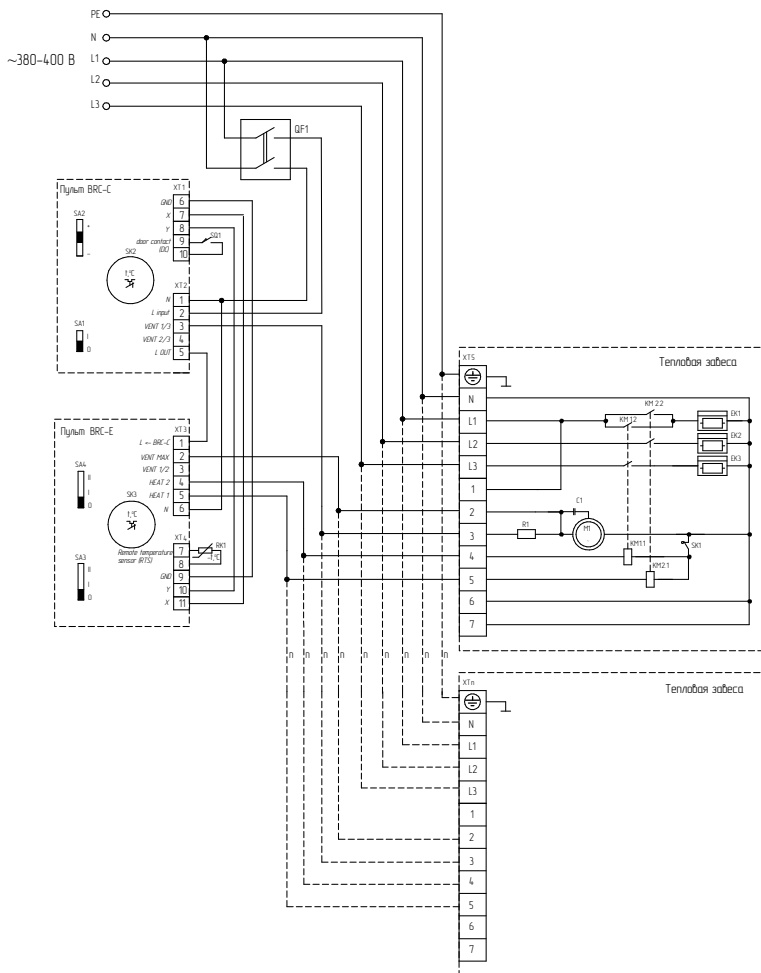 PE
N
~380-400 В
L1
L2
L3
QF1
Пульт BRC-C
XT1
SA2
+
-
GND 6
X 7
Y 8
door contact (DC) 9
10
SQ1
SK2
t,°C
XT2
N 1
L input 2
VENT 1/3 3
VENT 2/3 4
L OUT 5
SA1
I
0
Пульт BRC-E
XT3
L <- BRC-C 1
VENT MAX 2
VENT 1/2 3
HEAT 2 4
HEAT 1 5
N 6
SA4
II
I
0
SK3
t,°C
XT4
Remote temperature
sensor (RTS)
7
8
RK1
-t,°C
GND 9
Y 10
X 11
SA3
II
I
0
XT5
Тепловая завеса
N
L1
L2
L3
1
2
3
4
5
6
7
KM2.2
KM1.2
EK1
EK2
EK3
C1
R1
M1
KM1.1
SK1
KM2.1
n n n n n n n n n
XTn
Тепловая завеса
N
L1
L2
L3
1
2
3
4
5
6
7